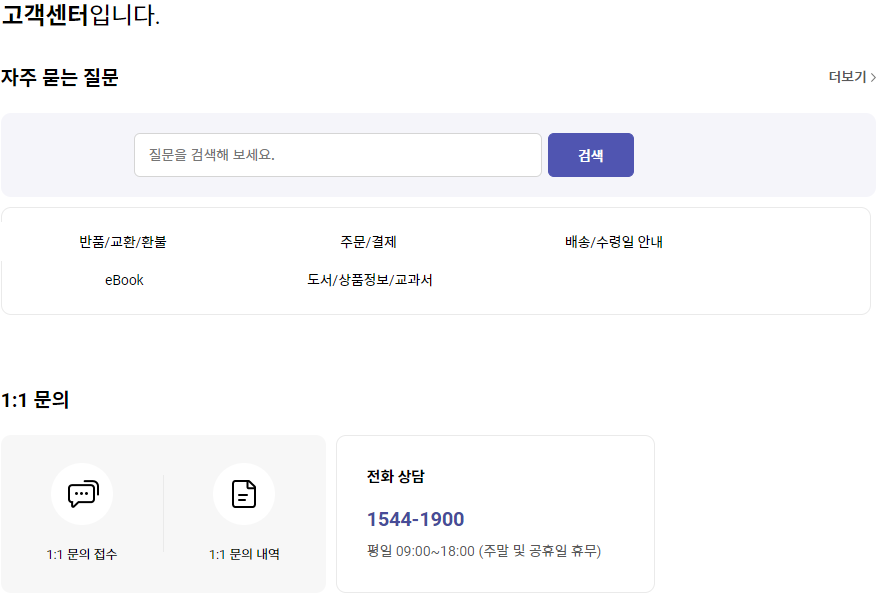 고객센터입니다.
자주 묻는 질문
더보기 >
질문을 검색해 보세요.
검색
반품/교환/환불
주문/결제
배송/수령일 안내
eBook
도서/상품정보/교과서
1:1 문의
1:1 문의 접수
1:1 문의 내역
전화 상담
1544-1900
평일 09:00~18:00 (주말 및 공휴일 휴무)